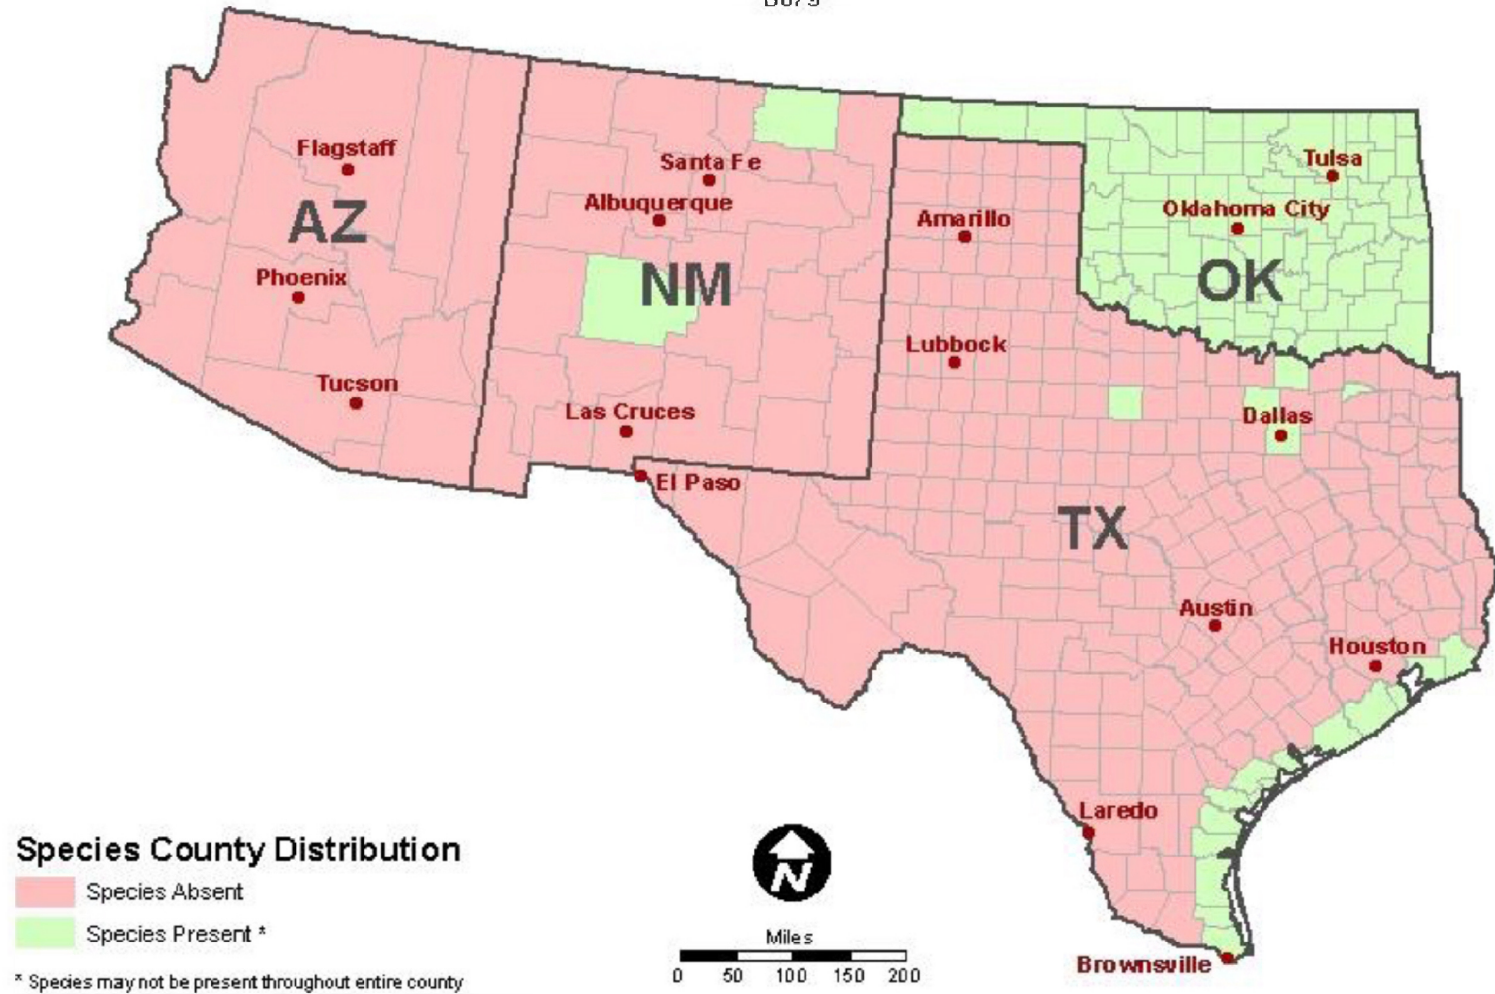 Flagstaff
AZ
Phoenix
Tucson
Santa Fe
Albuquerque
NM
Las Cruces
El Paso
Amarillo
Lubbock
Tulsa
Oklahoma City
OK
Dallas
TX
Austin
Houston
Laredo
Brownsville
Species County Distribution
Species Absent
Species Present *
* Species may not be present throughout entire county
N
Miles
0 50 100 150 200